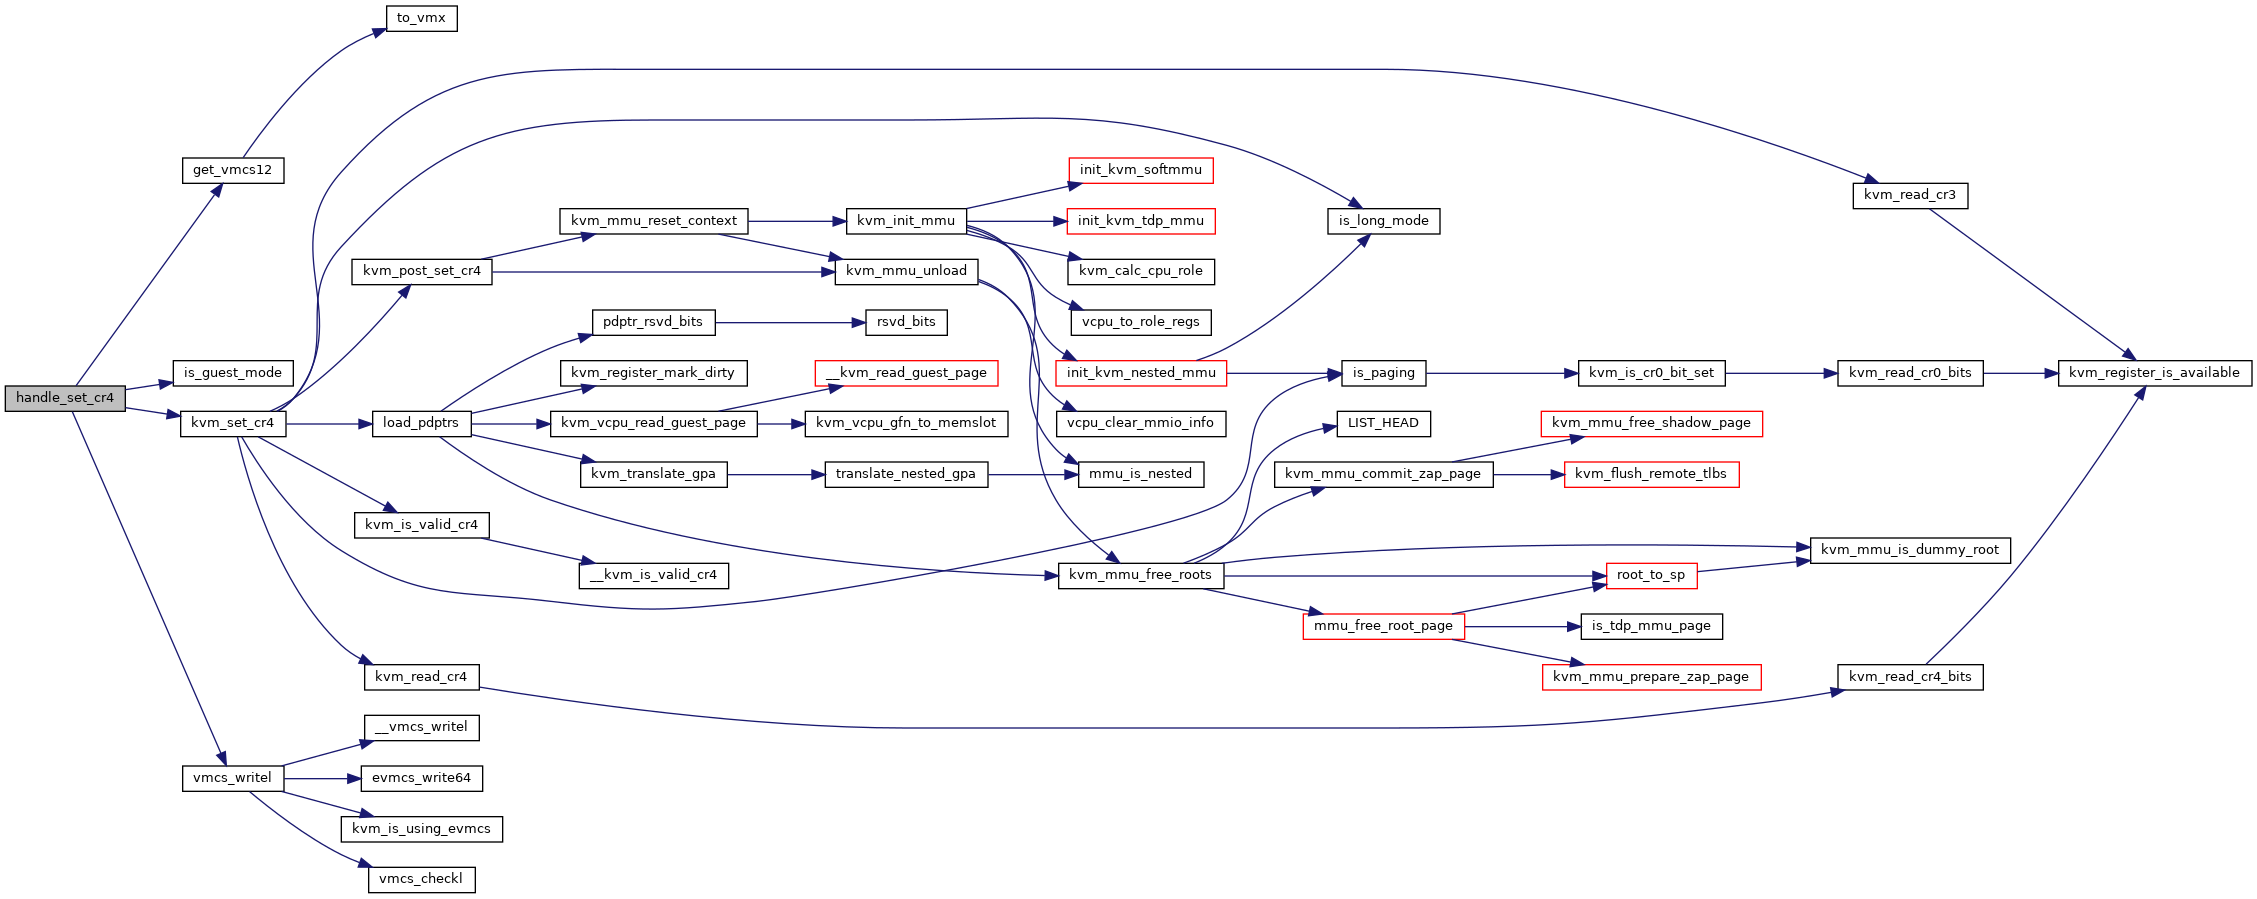 to_vmx
get_vmcs12
init_kvm_softmmu
kvm_read_cr3
kvm_mmu_reset_context
kvm_init_mmu
init_kvm_tdp_mmu
is_long_mode
kvm_post_set_cr4
kvm_mmu_unload
kvm_calc_cpu_role
pdptr_rsvd_bits
rsvd_bits
vcpu_to_role_regs
is_guest_mode
kvm_register_mark_dirty
__kvm_read_guest_page
init_kvm_nested_mmu
is_paging
kvm_is_cr0_bit_set
kvm_read_cr0_bits
kvm_register_is_available
handle_set_cr4
kvm_set_cr4
load_pdptrs
kvm_vcpu_read_guest_page
kvm_vcpu_gfn_to_memslot
vcpu_clear_mmio_info
LIST_HEAD
kvm_mmu_free_shadow_page
kvm_translate_gpa
translate_nested_gpa
mmu_is_nested
kvm_mmu_commit_zap_page
kvm_flush_remote_tlbs
kvm_is_valid_cr4
kvm_mmu_is_dummy_root
__kvm_is_valid_cr4
kvm_mmu_free_roots
root_to_sp
mmu_free_root_page
is_tdp_mmu_page
kvm_read_cr4
kvm_mmu_prepare_zap_page
kvm_read_cr4_bits
__vmcs_writel
vmcs_writel
evmcs_write64
kvm_is_using_evmcs
vmcs_checkl